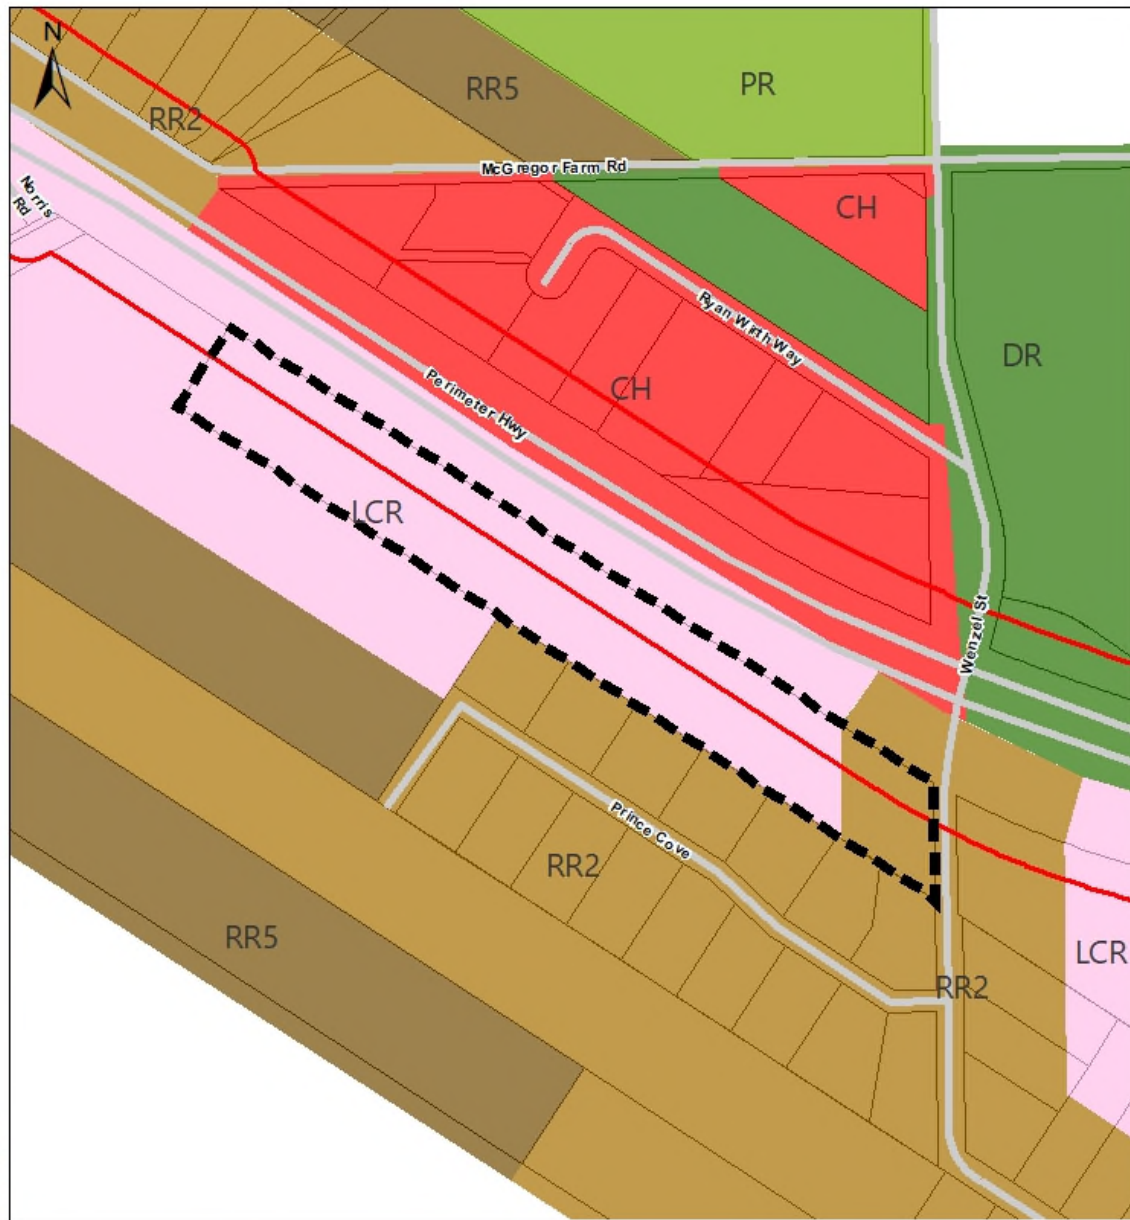 N
PR
RR5
RR2
McGregor Farm Rd
Norris
Rd
CH
Ryan Wirth Way
DR
Perimeter Hwy
CH
LCR
Wenzel St
Prince Cove
RR2
RR5
LCR
RR2